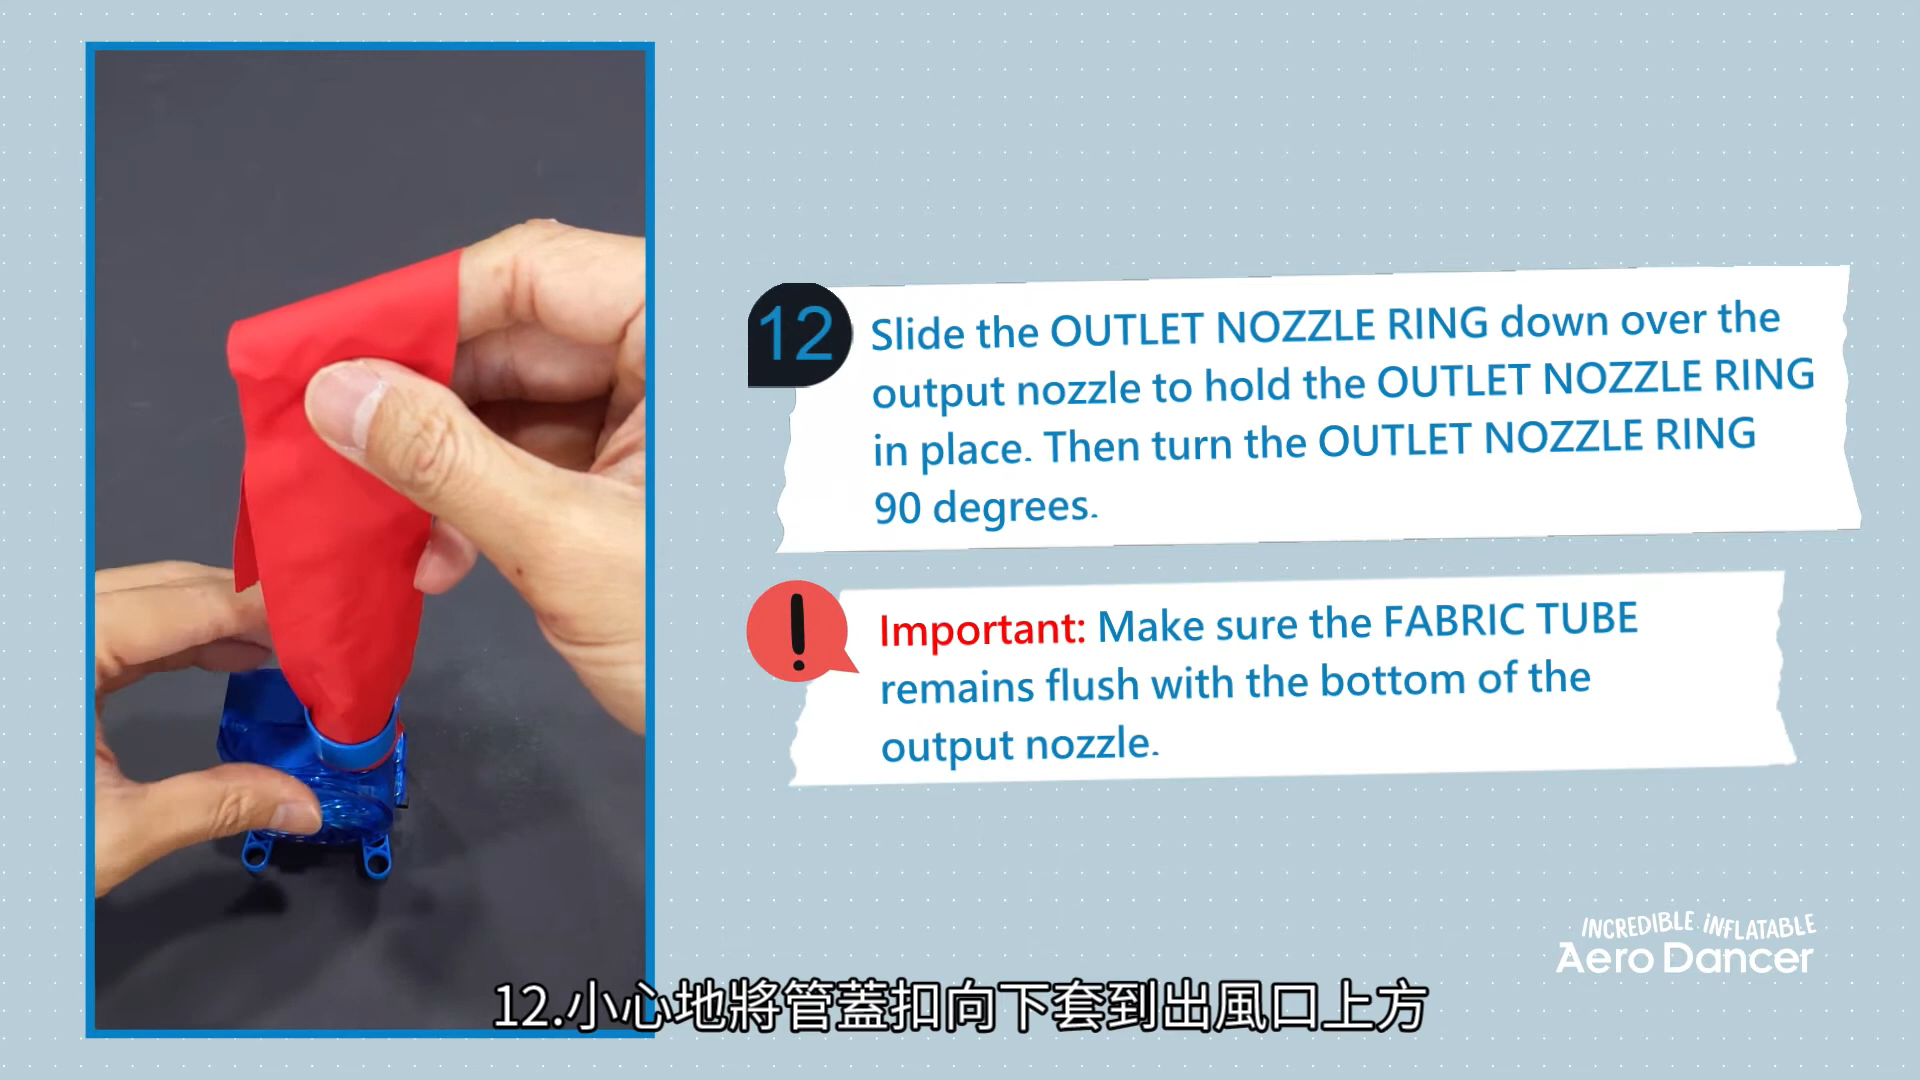 12
Slide the OUTLET NOZZLE RING down over the
output nozzle to hold the OUTLET NOZZLE RING
in place. Then turn the OUTLET NOZZLE RING
90 degrees.
!
Important: Make sure the FABRIC TUBE
remains flush with the bottom of the
output nozzle.
INCREDIBLE INFLATABLE
Aero Dancer
12.小心地將管蓋扣向下套到出風口上方